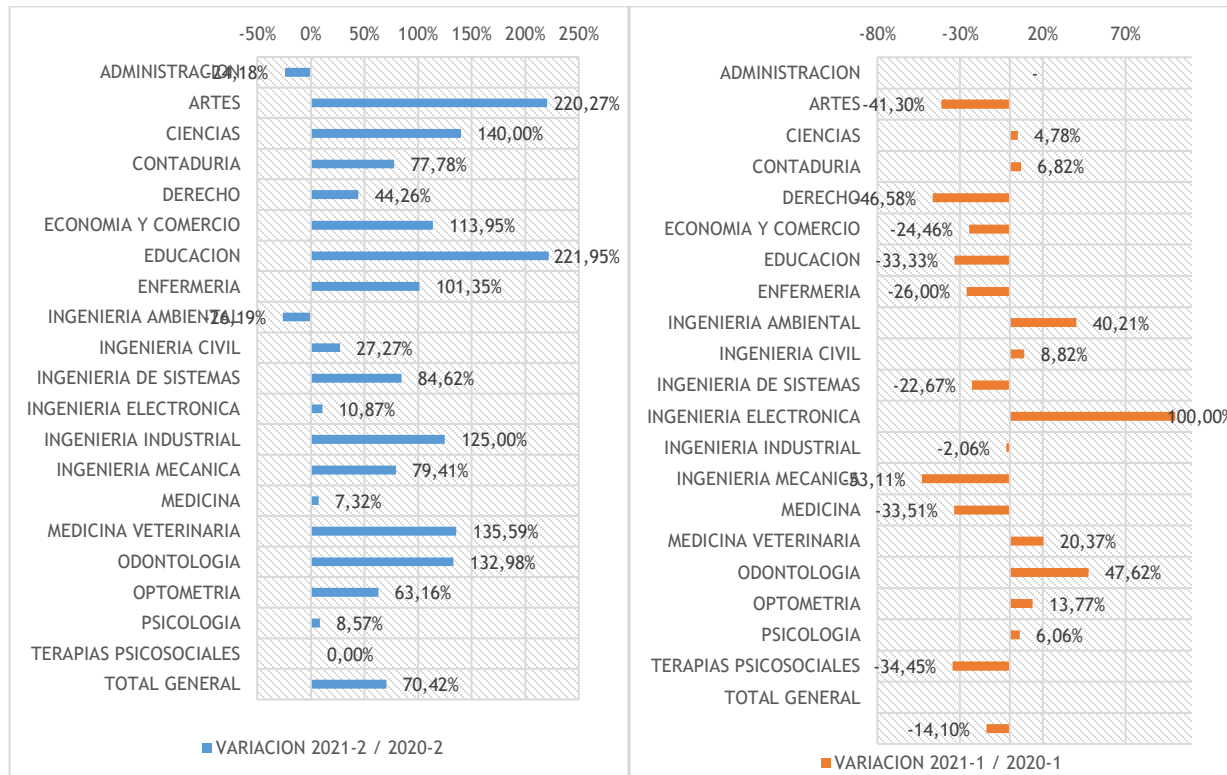 -50% 0% 50% 100% 150% 200% 250%
ADMINISTRACION -24,18%
ARTES 220,27%
CIENCIAS 140,00%
CONTADURIA 77,78%
DERECHO 44,26%
ECONOMIA Y COMERCIO 113,95%
EDUCACION 221,95%
ENFERMERIA 101,35%
INGENIERIA AMBIENTAL -26,19%
INGENIERIA CIVIL 27,27%
INGENIERIA DE SISTEMAS 84,62%
INGENIERIA ELECTRONICA 10,87%
INGENIERIA INDUSTRIAL 125,00%
INGENIERIA MECANICA 79,41%
MEDICINA 7,32%
MEDICINA VETERINARIA 135,59%
ODONTOLOGIA 132,98%
OPTOMETRIA 63,16%
PSICOLOGIA 8,57%
TERAPIAS PSICOSOCIALES 0,00%
TOTAL GENERAL 70,42%
VARIACION 2021-2 / 2020-2
-80% -30% 20% 70%
ADMINISTRACION -
ARTES -41,30%
CIENCIAS 4,78%
CONTADURIA 6,82%
DERECHO -46,58%
ECONOMIA Y COMERCIO -24,46%
EDUCACION -33,33%
ENFERMERIA -26,00%
INGENIERIA AMBIENTAL 40,21%
INGENIERIA CIVIL 8,82%
INGENIERIA DE SISTEMAS -22,67%
INGENIERIA ELECTRONICA 100,00%
INGENIERIA INDUSTRIAL -2,06%
INGENIERIA MECANICA -53,11%
MEDICINA -33,51%
MEDICINA VETERINARIA 20,37%
ODONTOLOGIA 47,62%
OPTOMETRIA 13,77%
PSICOLOGIA 6,06%
TERAPIAS PSICOSOCIALES -34,45%
TOTAL GENERAL
-14,10%
VARIACION 2021-1 / 2020-1